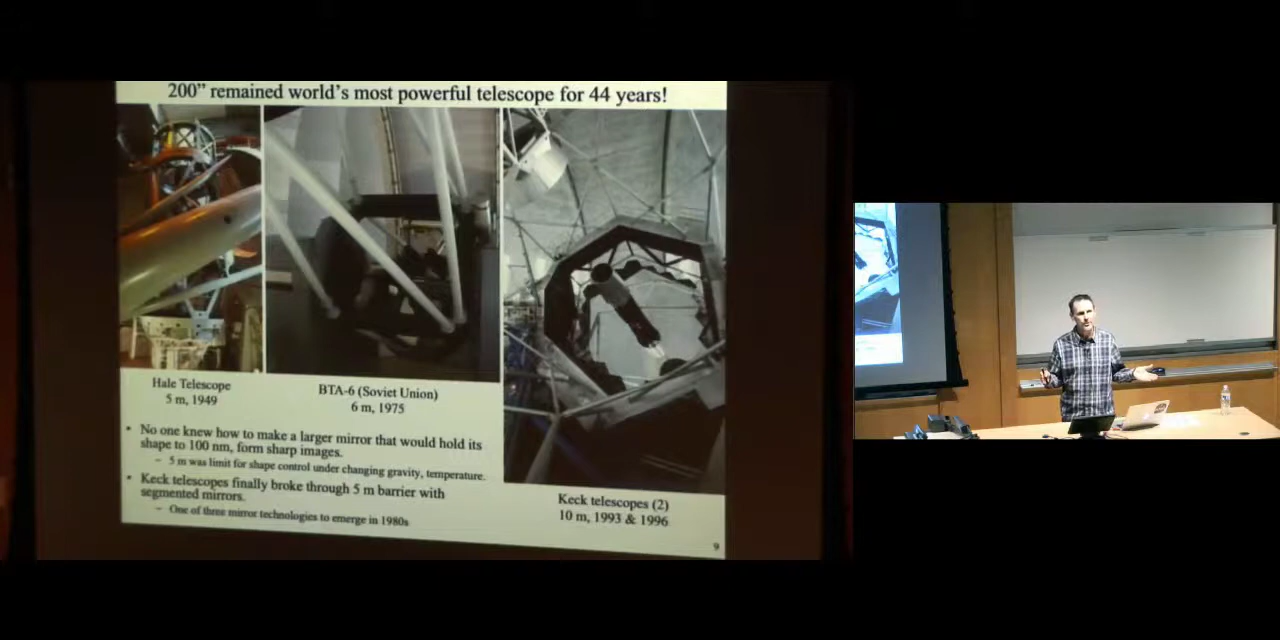 200” remained world’s most powerful telescope for 44 years!
Hale Telescope
5 m, 1949
BTA-6 (Soviet Union)
6 m, 1975
• No one knew how to make a larger mirror that would hold its
shape to 100 nm, form sharp images.
– 5 m was limit for shape control under changing gravity, temperature.
• Keck telescopes finally broke through 5 m barrier with
segmented mirrors.
– One of three mirror technologies to emerge in 1980s
Keck telescopes (2)
10 m, 1993 & 1996
9